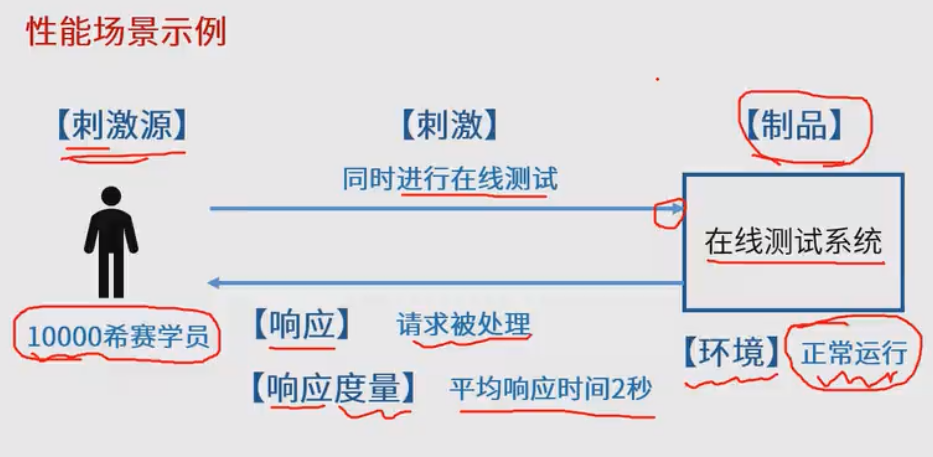 性能场景示例
【刺激源】
【刺激】
【制品】
同时进行在线测试
在线测试系统
10000希赛学员
【响应】 请求被处理
【环境】 正常运行
【响应度量】 平均响应时间2秒